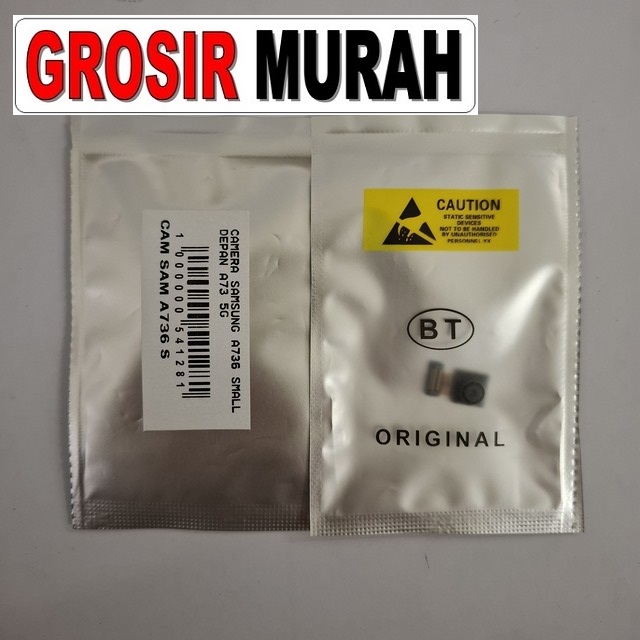 GROSIR MURAH
CAMERA SAMSUNG A736 SMALL
DEPAN A73 5G
1000000541281
CAM SAM A736 S
CAUTION
STATIC SENSITIVE
DEVICES
NOT TO BE HANDLED
BY UNAUTHORISED
PERSONNEL YX
BT
ORIGINAL